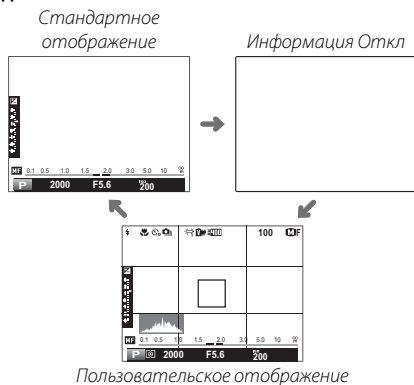 Стандартное
отображение
Информация Откл
MF 0.1 0.5 1.0 1.5 2.0 3.0 5.0 10
P 2000 F5.6 ISO 200
100 F
MF 0.1 0.5 1.0 1.5 2.0 3.0 5.0 10
P 2000 F5.6 ISO 200
Пользовательское отображение